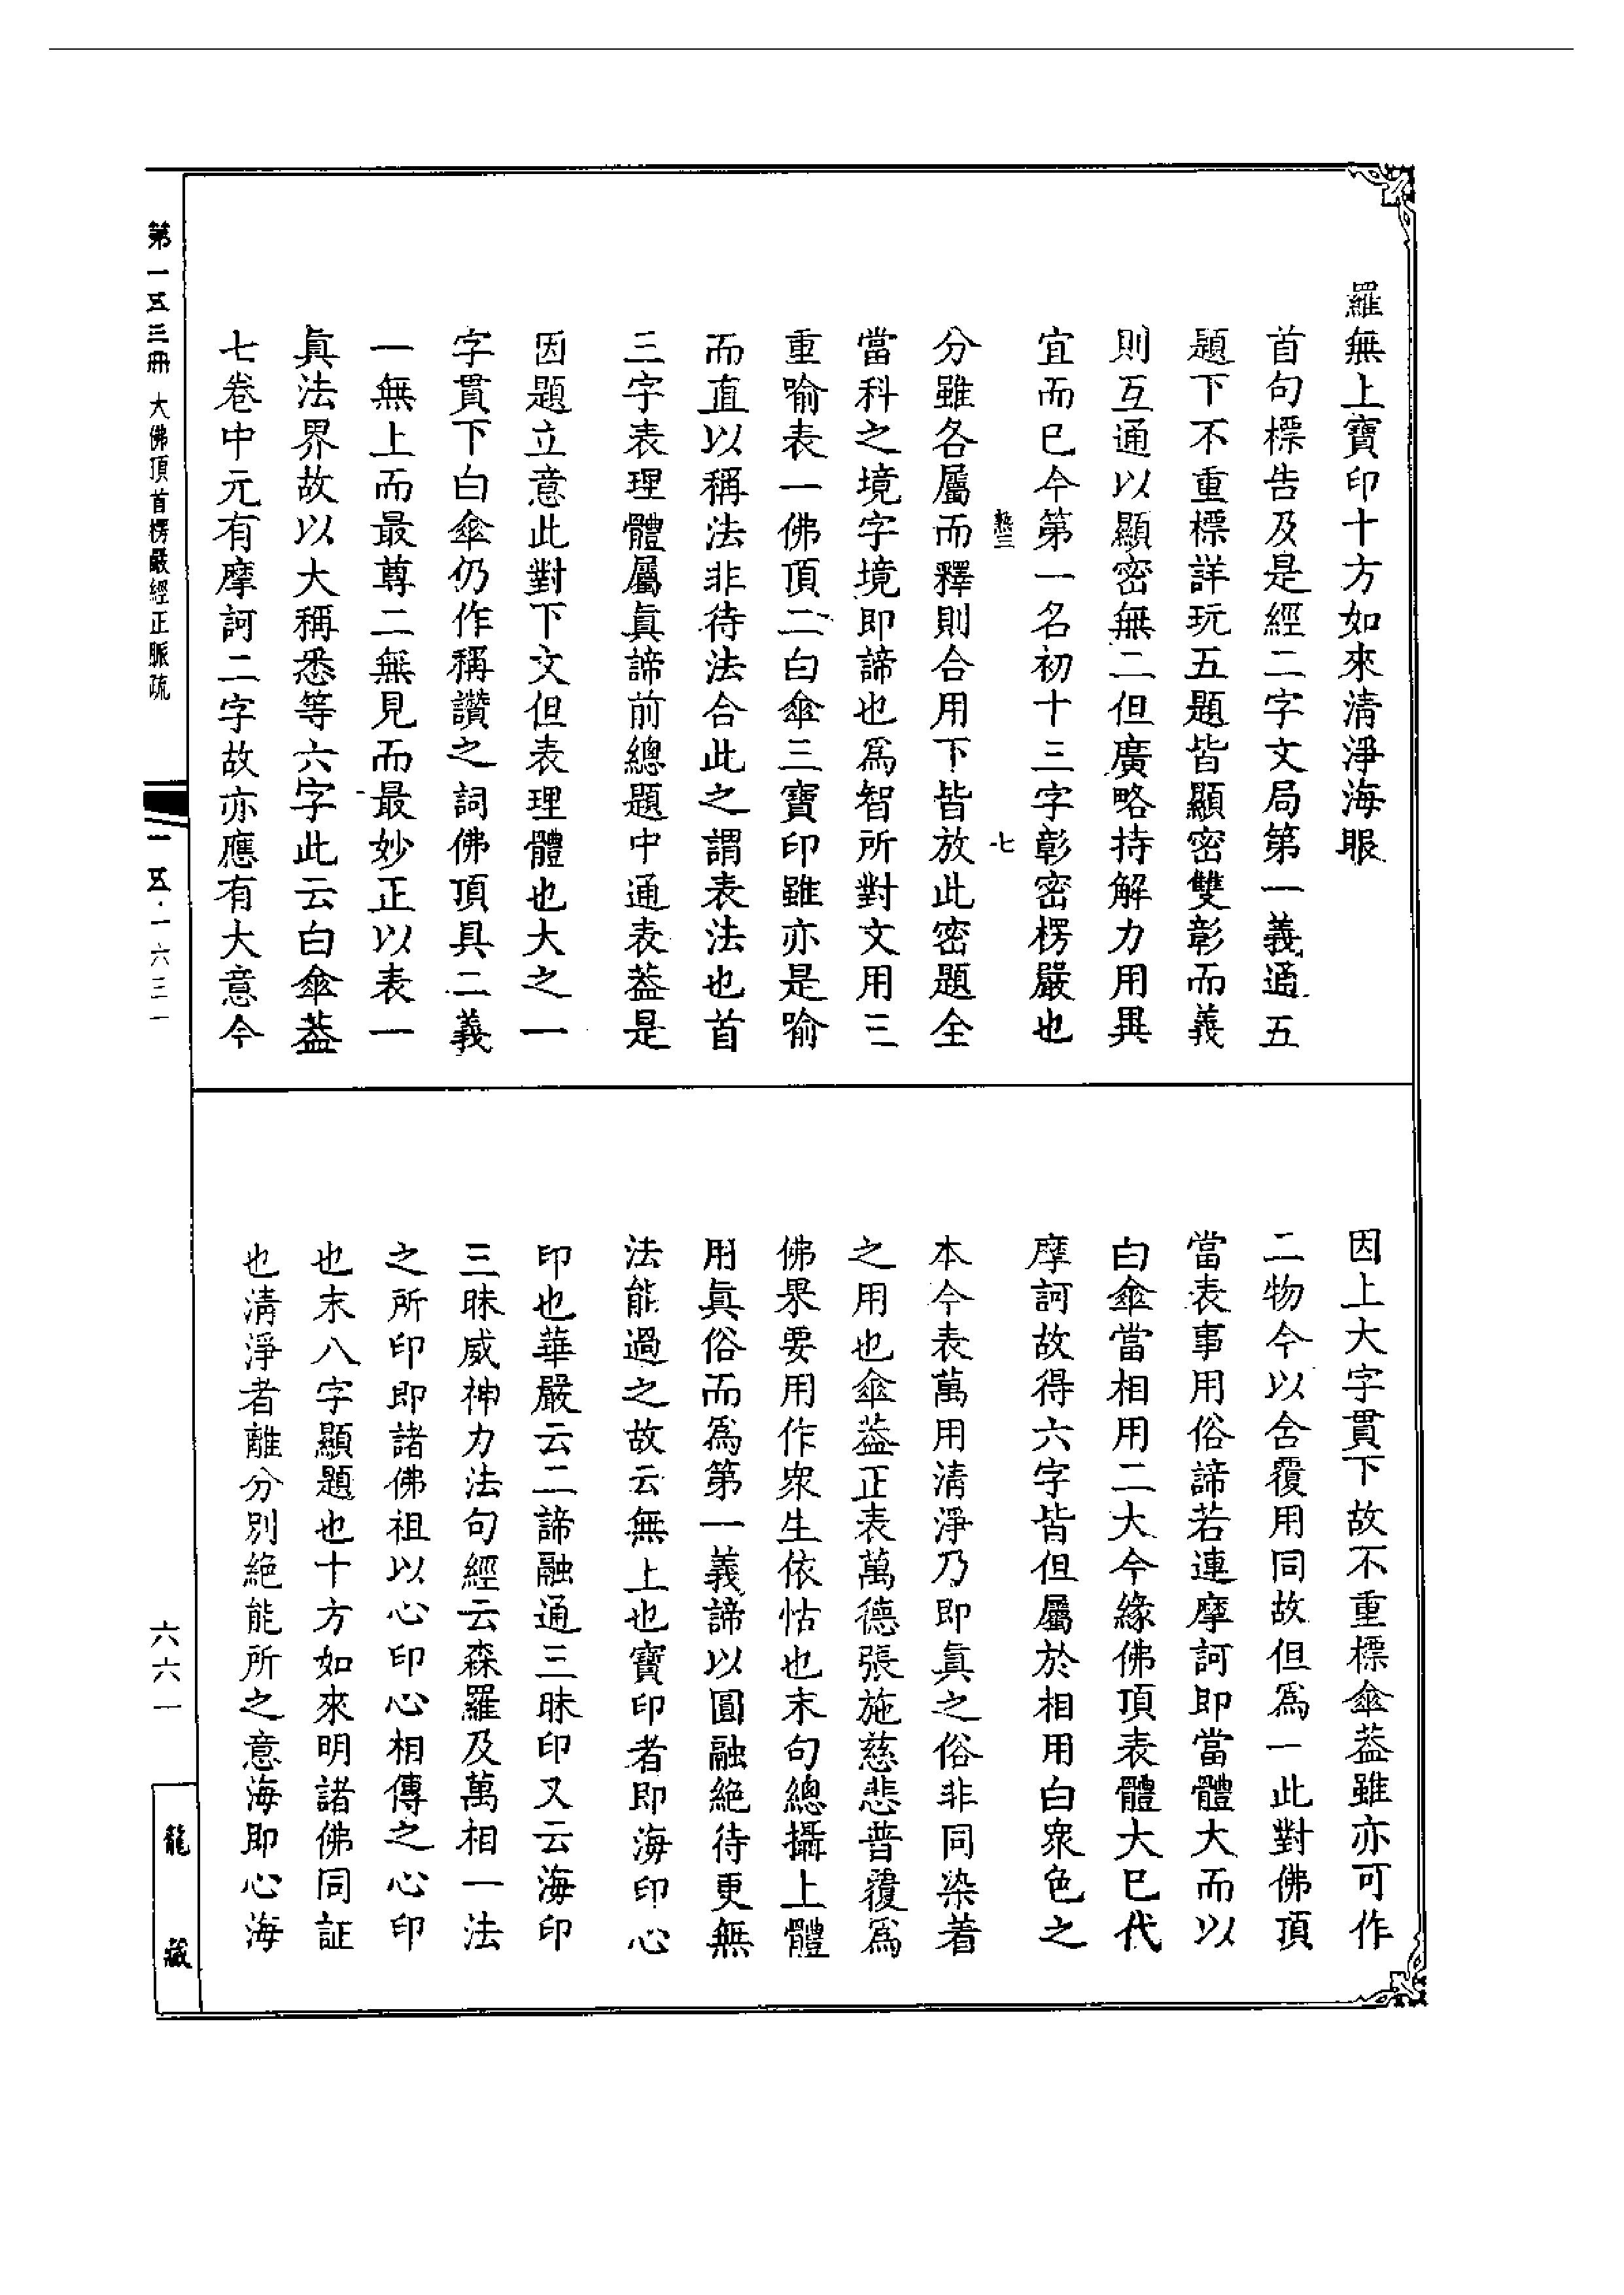 羅無上寶印十方如來清淨海眼
首句標告及是經二字文局第一義通五
題下不重標詳玩五題皆顯密雙彰而義
則互通以顯密無二但廣略持解力用異
宜而已今第一名初十三字彰密楞嚴也
七
分雖各屬而釋則合用下皆放此密題全
當科之境字境即諦也爲智所對文用三
重喻表一佛頂二白傘三寶印雖亦是喻
而直以稱法非待法合此之謂表法也首
三字表理體屬眞諦前總題中通表葢是
因題立意此對下文但表理體也大之一
字貫下白傘仍作稱讚之詞佛頂具二義
一無上而最尊二無見而最妙正以表一
眞法界故以大稱悉等六字此云白傘葢
七卷中元有摩訶二字故亦應有大意今
因上大字貫下故不重標傘葢雖亦可作
二物今以含覆用同故但爲一此對佛頂
當表事用俗諦若連摩訶即當體大而以
白傘當相用二大今緣佛頂表體大已代
摩訶故得六字皆但屬於相用白衆色之
本今表萬用清淨乃即眞之俗非同染着
之用也傘葢正表萬德張施慈悲普覆爲
佛界要用作衆生依怙也末句總攝上體
用眞俗而爲第一義諦以圓融絶待更無
法能過之故云無上也寶印者即海印心
印也華嚴云二諦融通三昧印又云海印
三昧威神力法句經云森羅及萬相一法
之所印即諸佛祖以心印心相傳之心印
也末八字顯題也十方如來明諸佛同証
也清淨者離分別絶能所之意海即心海
第一五三冊 大佛頂首楞嚴經正脈疏
一五·一六三一
六六一
龍藏